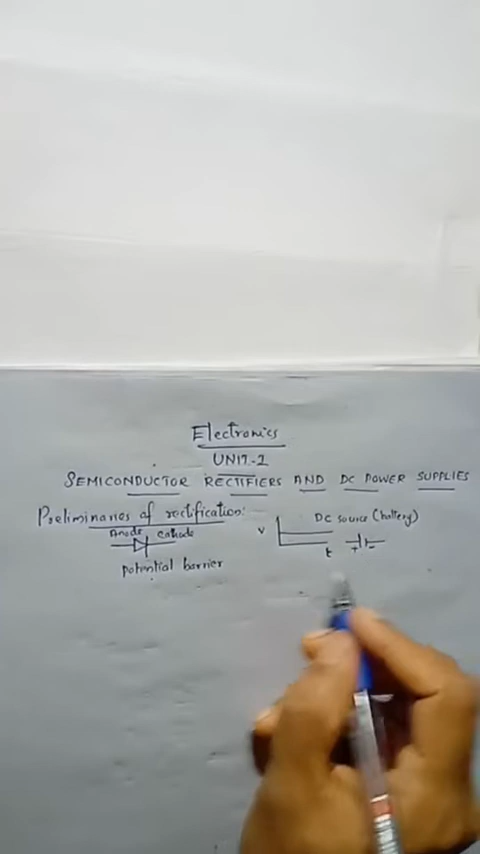 Electronics
UNIT-2
SEMICONDUCTOR RECTIFIERS AND DC POWER SUPPLIES
Preliminaries of rectification:
Anode cathode
potential barrier
V
DC source (battery)
t
+ -